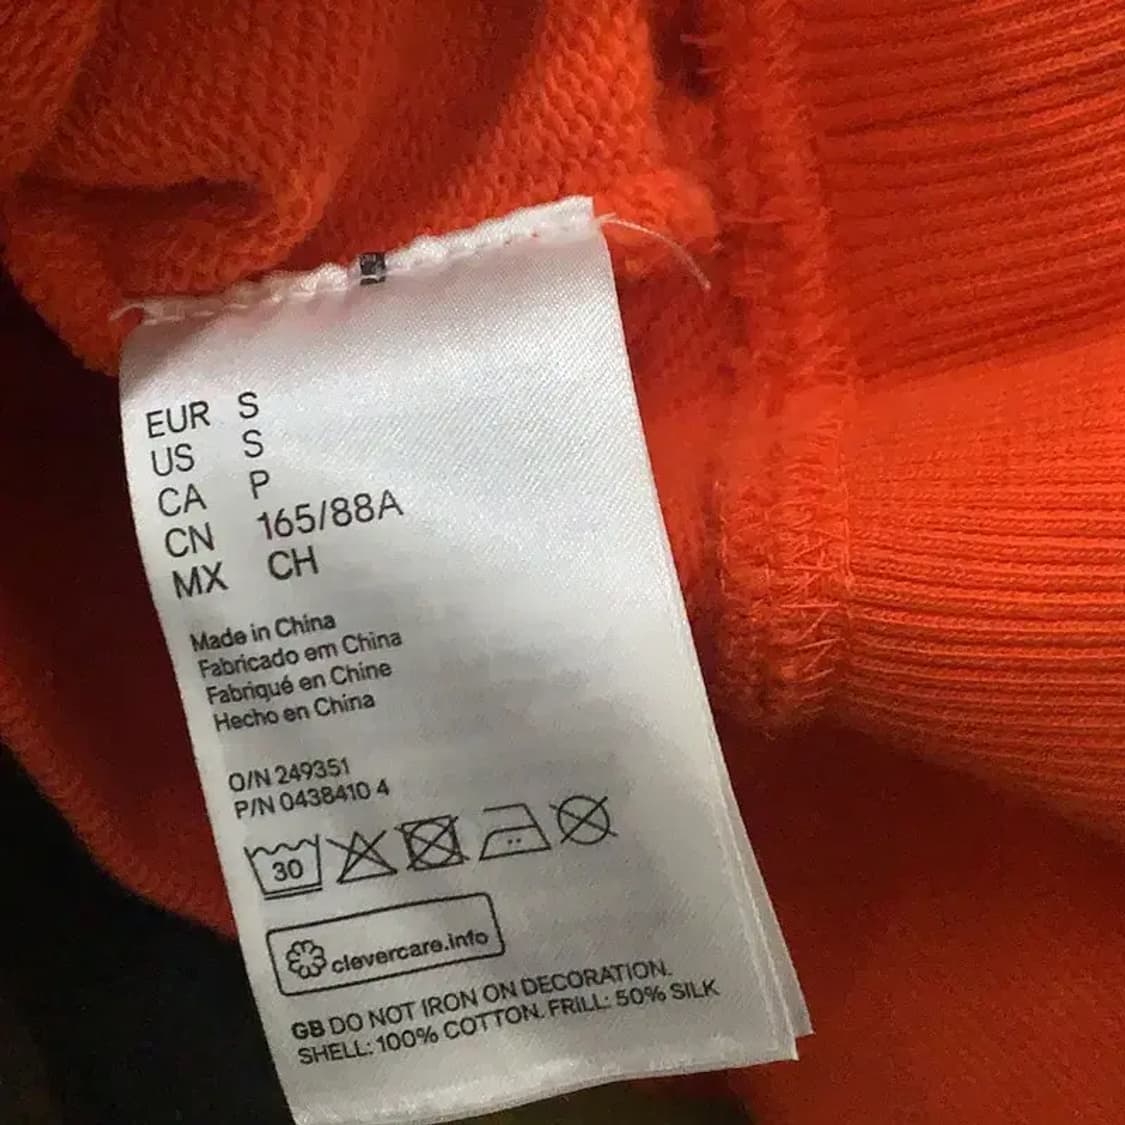 EUR S
US S
CA P
CN 165/88A
MX CH
Made in China
Fabricado em China
Fabriqué en Chine
Hecho en China
O/N 249351
P/N 0438410 4
30
clevercare.info
GB DO NOT IRON ON DECORATION.
SHELL: 100% COTTON. FRILL: 50% SILK